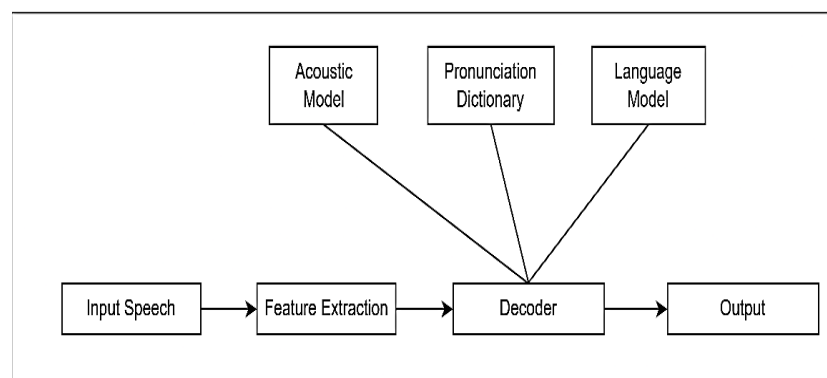 Acoustic
Model
Pronunciation
Dictionary
Language
Model
Input Speech
Feature Extraction
Decoder
Output